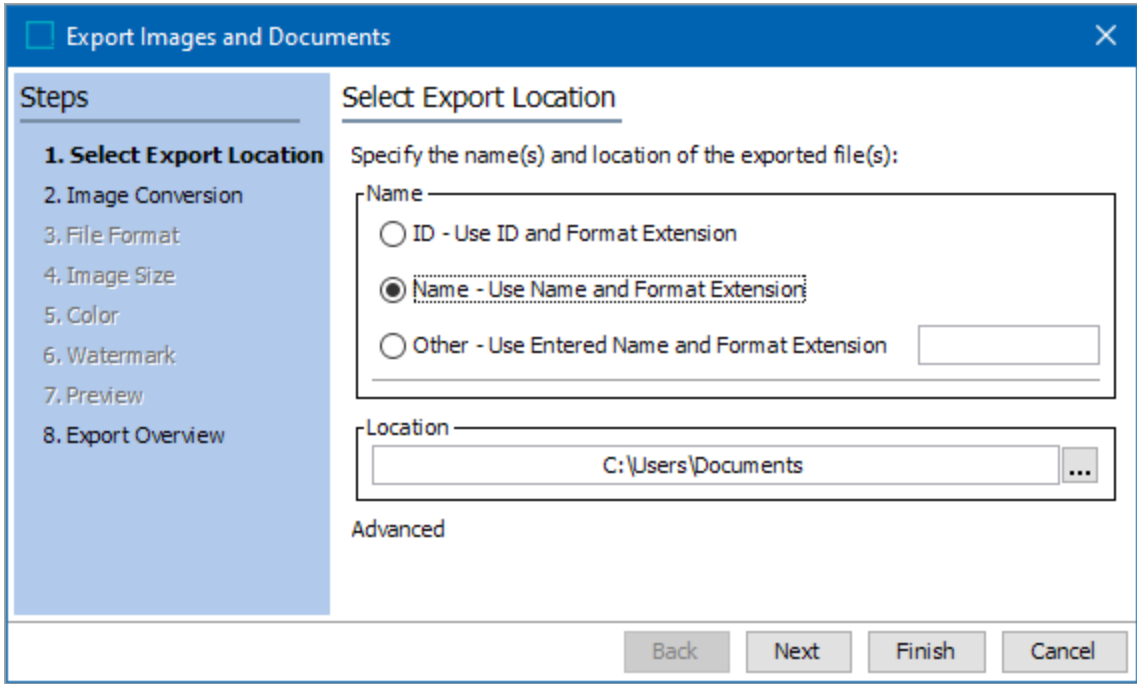 Export Images and Documents
Steps
1. Select Export Location
2. Image Conversion
3. File Format
4. Image Size
5. Color
6. Watermark
7. Preview
8. Export Overview
Select Export Location
Specify the name(s) and location of the exported file(s):
Name
ID - Use ID and Format Extension
Name - Use Name and Format Extension
Other - Use Entered Name and Format Extension
Location
C:\Users\Documents
...
Advanced
Back Next Finish Cancel